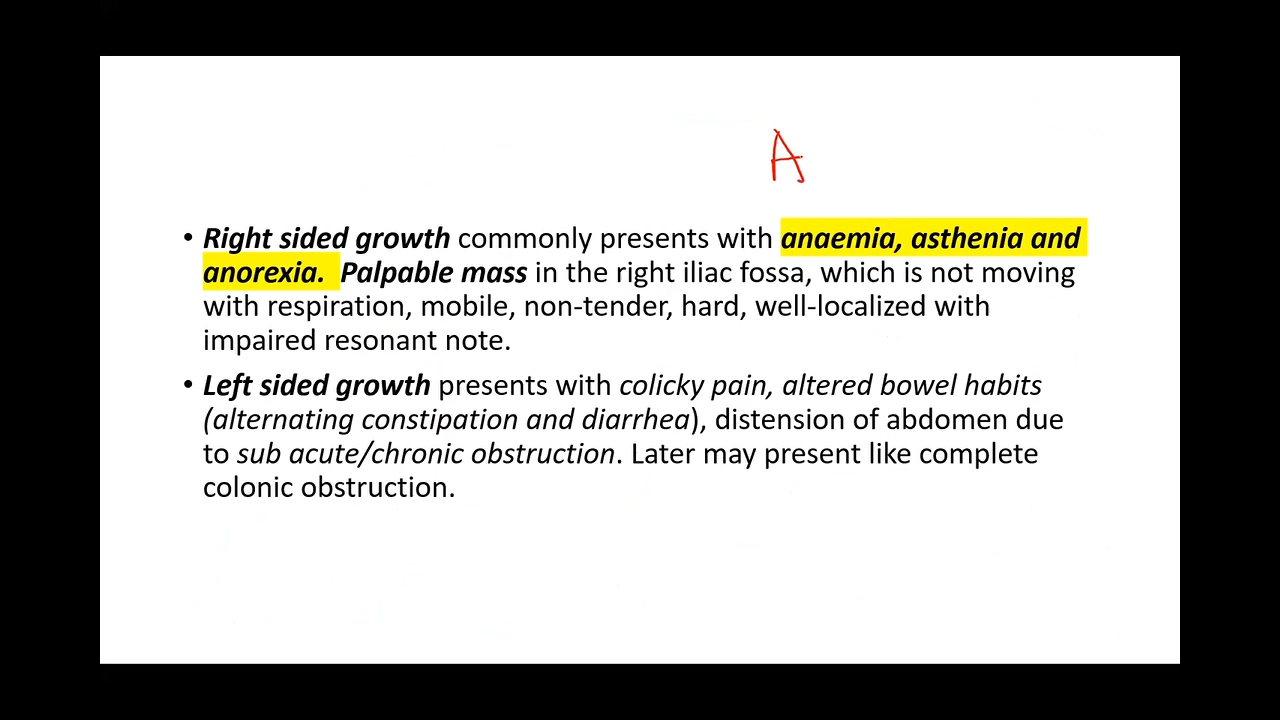 A
• Right sided growth commonly presents with anaemia, asthenia and
anorexia. Palpable mass in the right iliac fossa, which is not moving
with respiration, mobile, non-tender, hard, well-localized with
impaired resonant note.
• Left sided growth presents with colicky pain, altered bowel habits
(alternating constipation and diarrhea), distension of abdomen due
to sub acute/chronic obstruction. Later may present like complete
colonic obstruction.